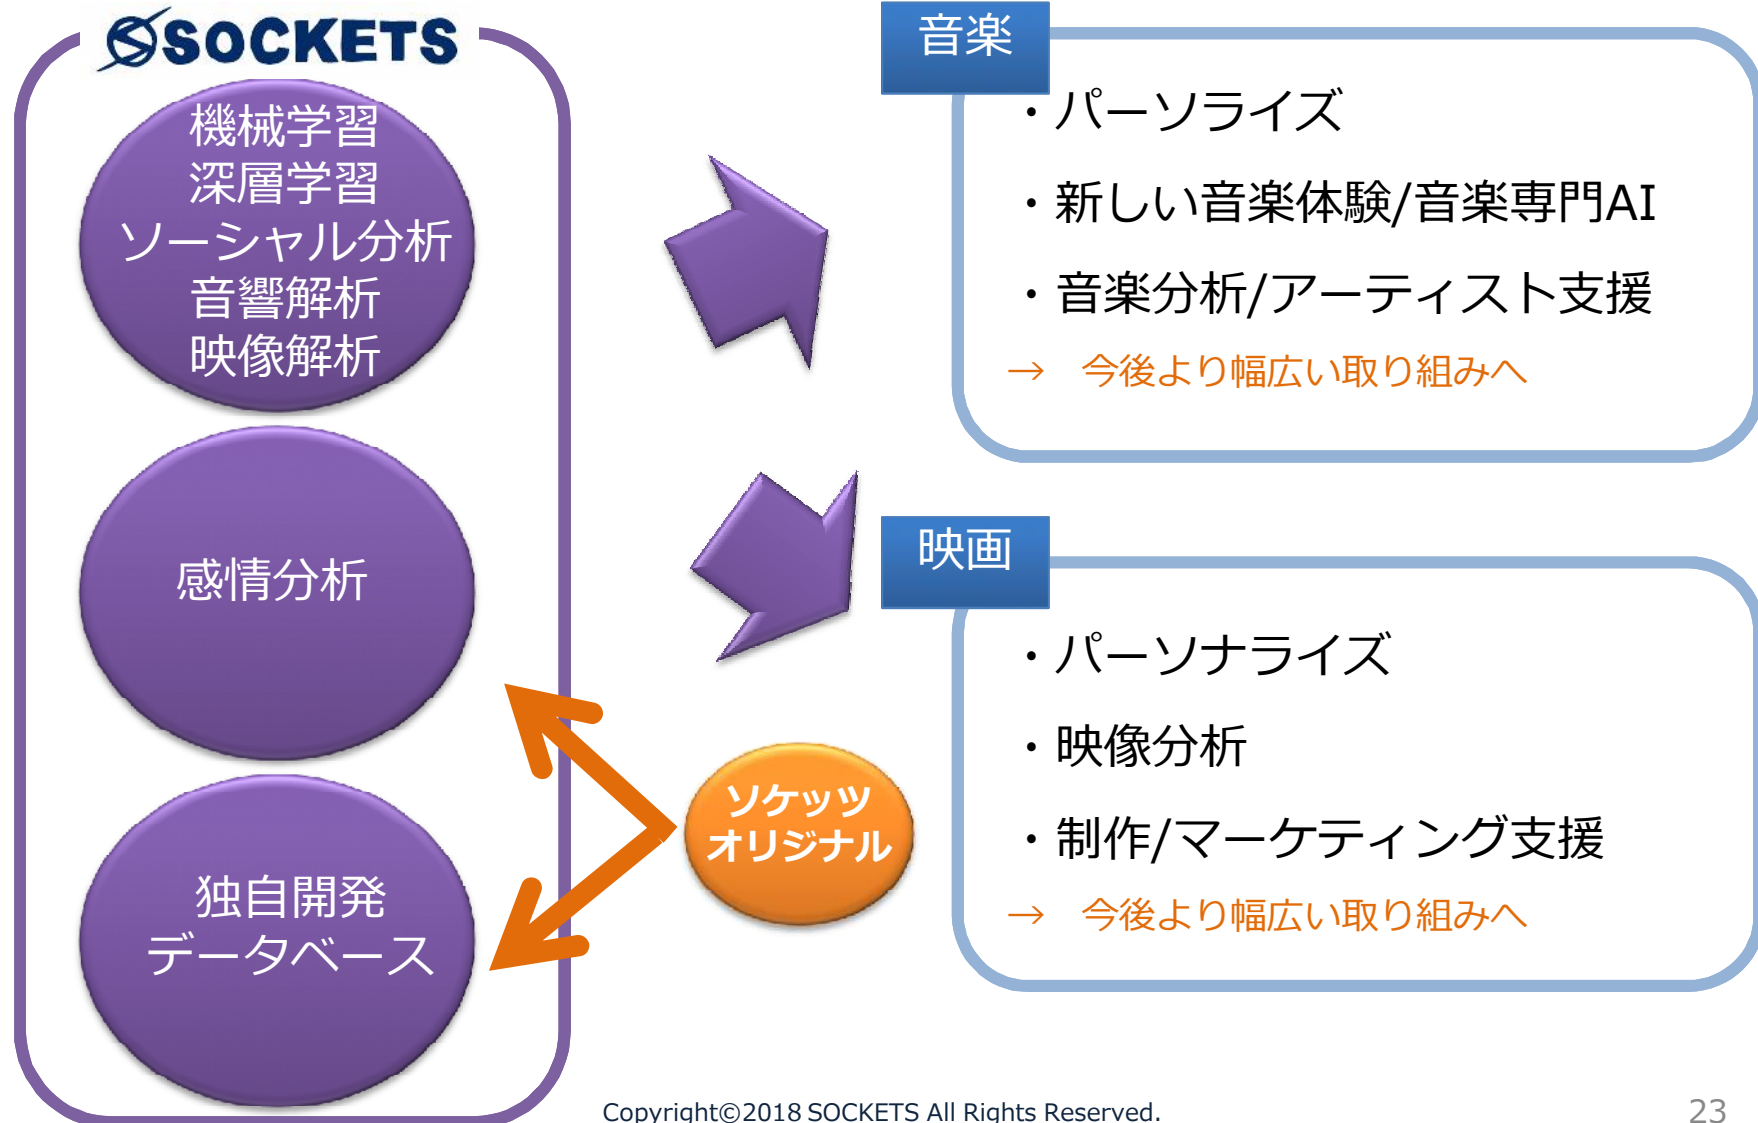 SOCKETS
機械学習
深層学習
ソーシャル分析
音響解析
映像解析
感情分析
独自開発
データベース
ソケッツ
オリジナル
音楽
・パーソライズ
・新しい音楽体験/音楽専門AI
・音楽分析/アーティスト支援
→ 今後より幅広い取り組みへ
映画
・パーソナライズ
・映像分析
・制作/マーケティング支援
→ 今後より幅広い取り組みへ
Copyright©2018 SOCKETS All Rights Reserved.
23